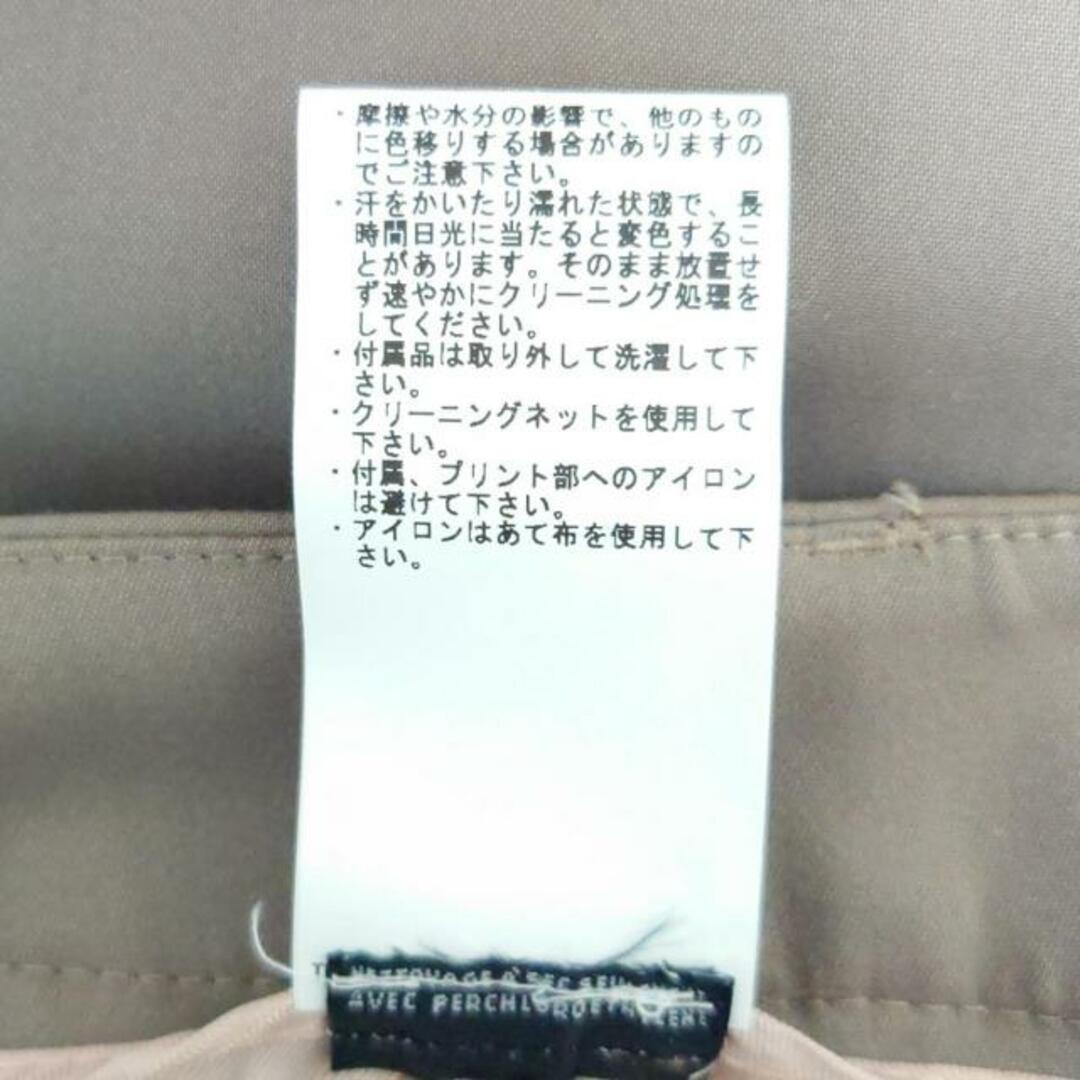 ・摩擦や水分の影響で、他のもの
に色移りする場合がありますの
でご注意下さい。
・汗をかいたり濡れた状態で、長
時間日光に当たると変色するこ
とがあります。そのまま放置せ
ず速やかにクリーニング処理を
してください。
・付属品は取り外して洗濯して下
さい。
・クリーニングネットを使用して
下さい。
・付属、プリント部へのアイロン
は避けて下さい。
・アイロンはあて布を使用して下
さい。
NETTOYAGE A SEC
AVEC PERCHLOROETHYLENE